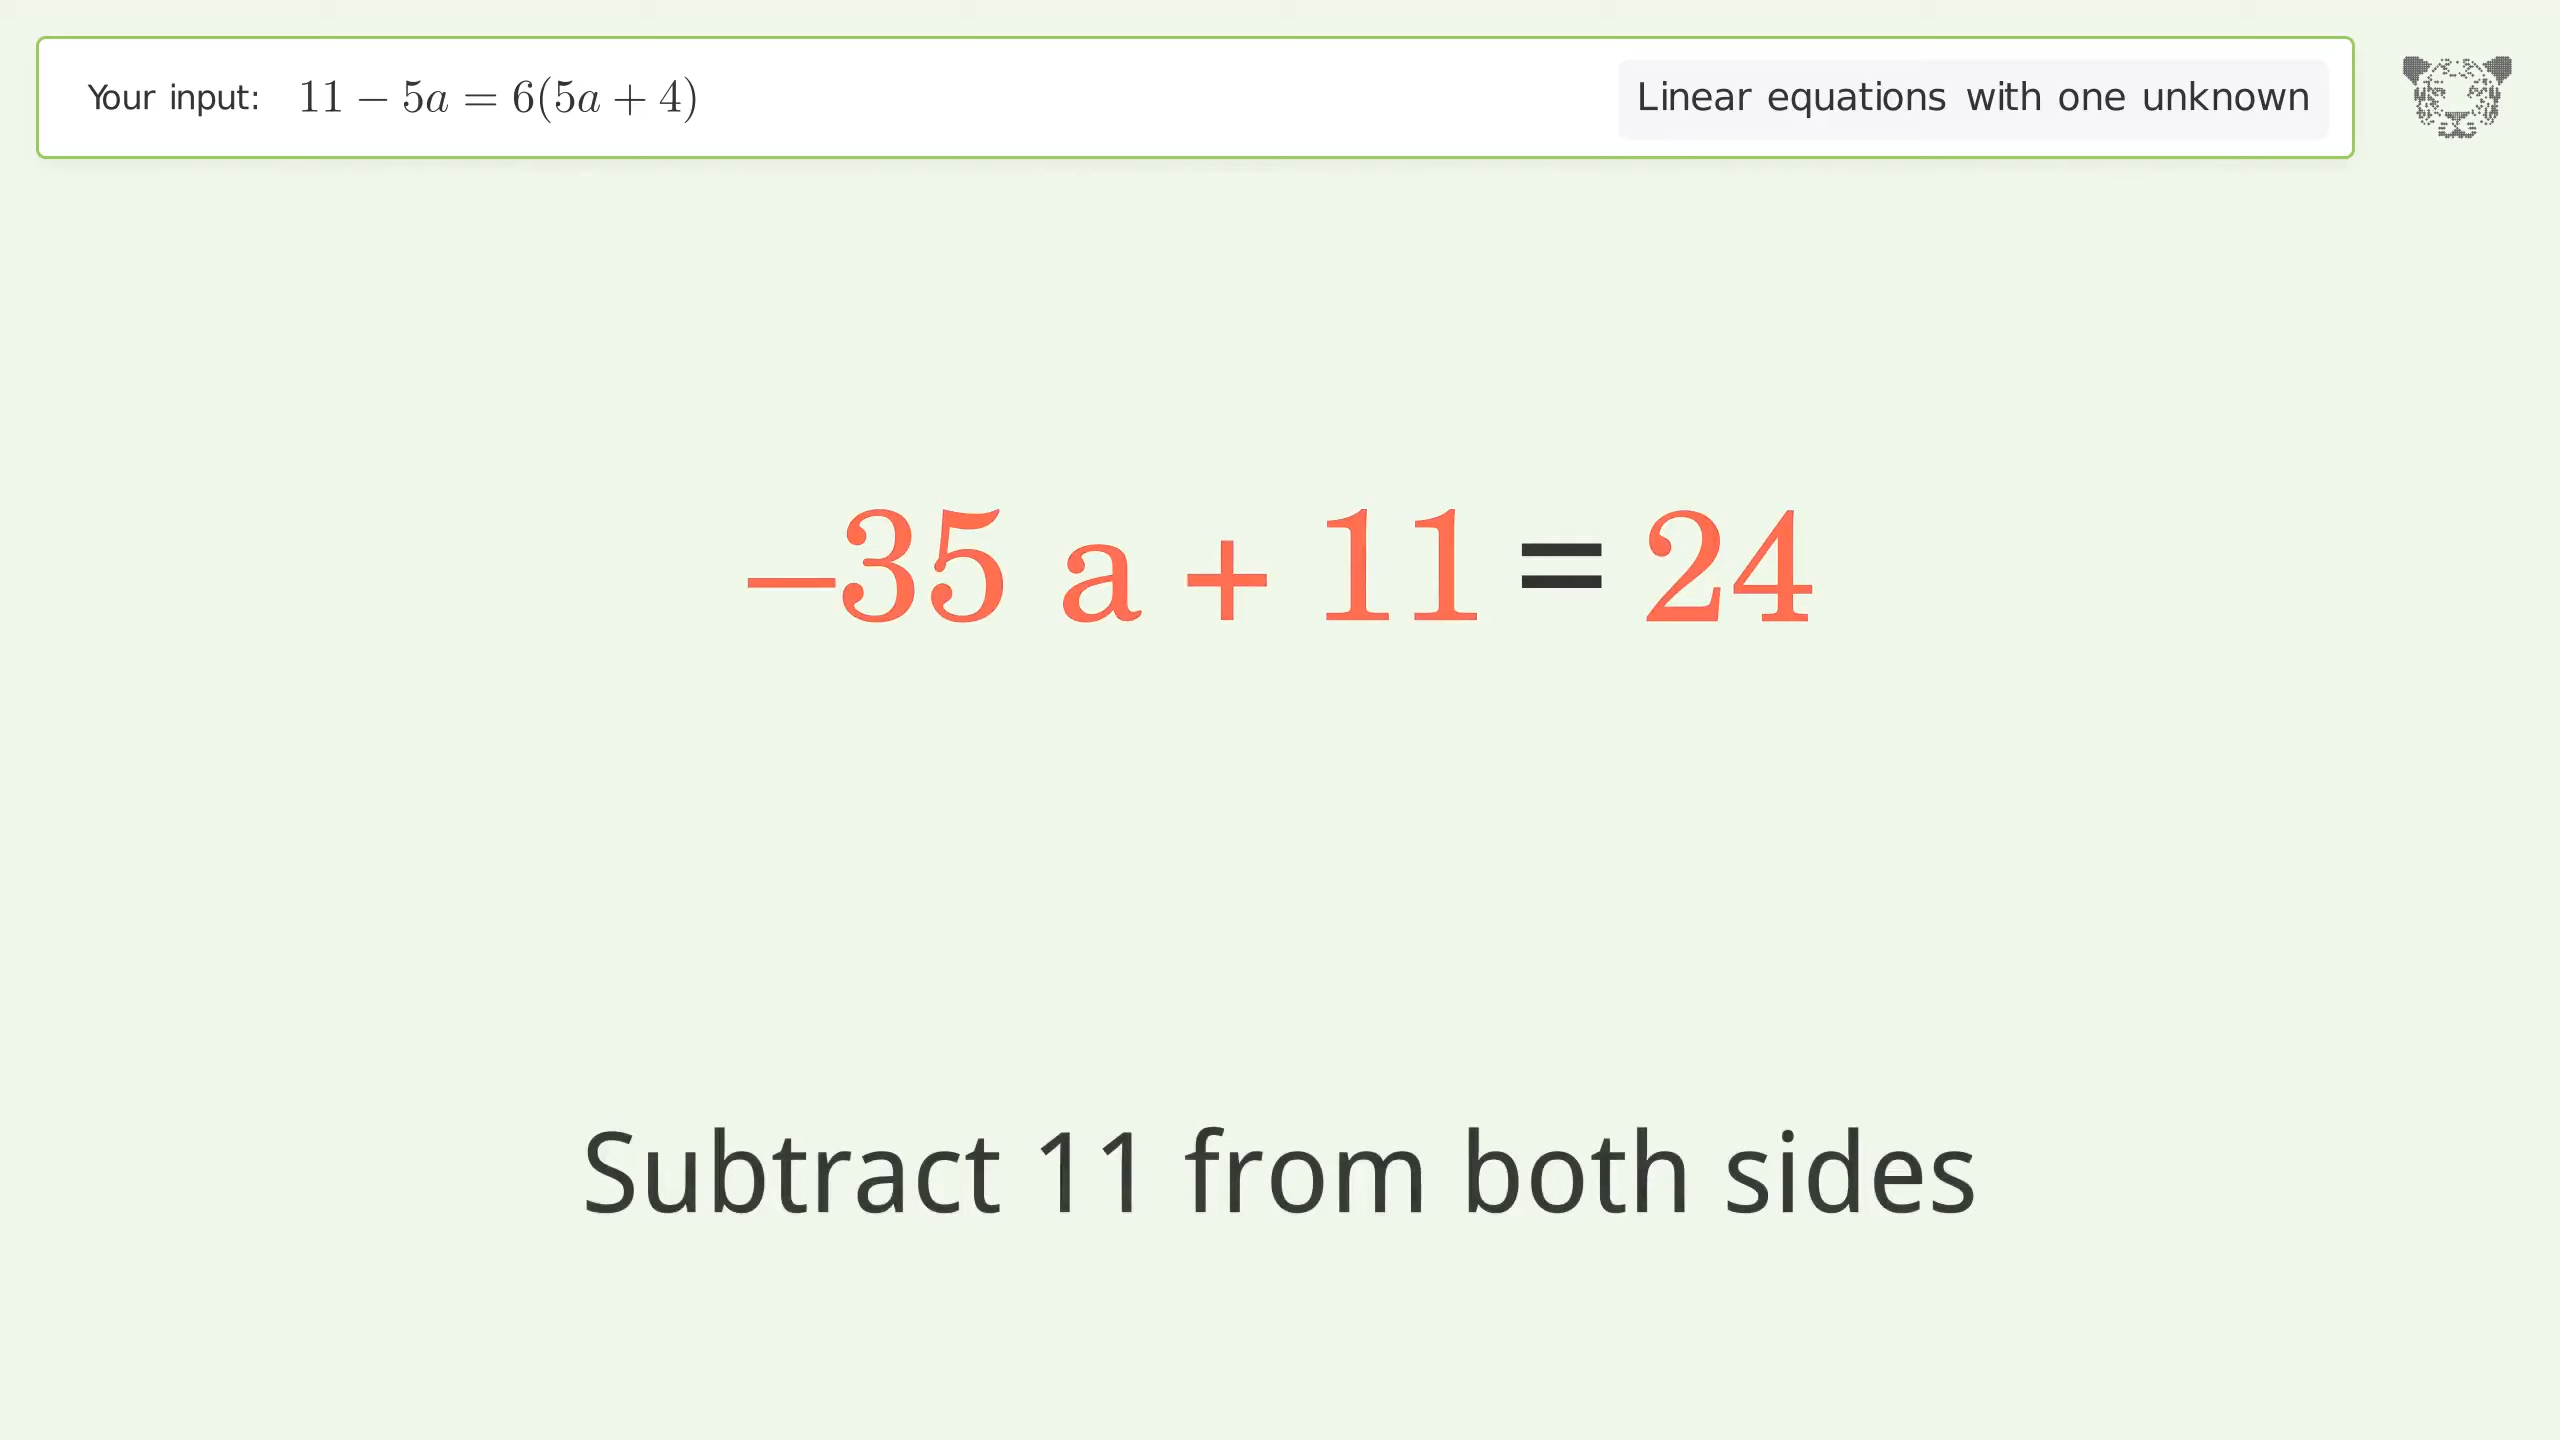 Your input: 11 − 5a = 6(5a + 4)
Linear equations with one unknown
−35 a + 11 = 24
Subtract 11 from both sides